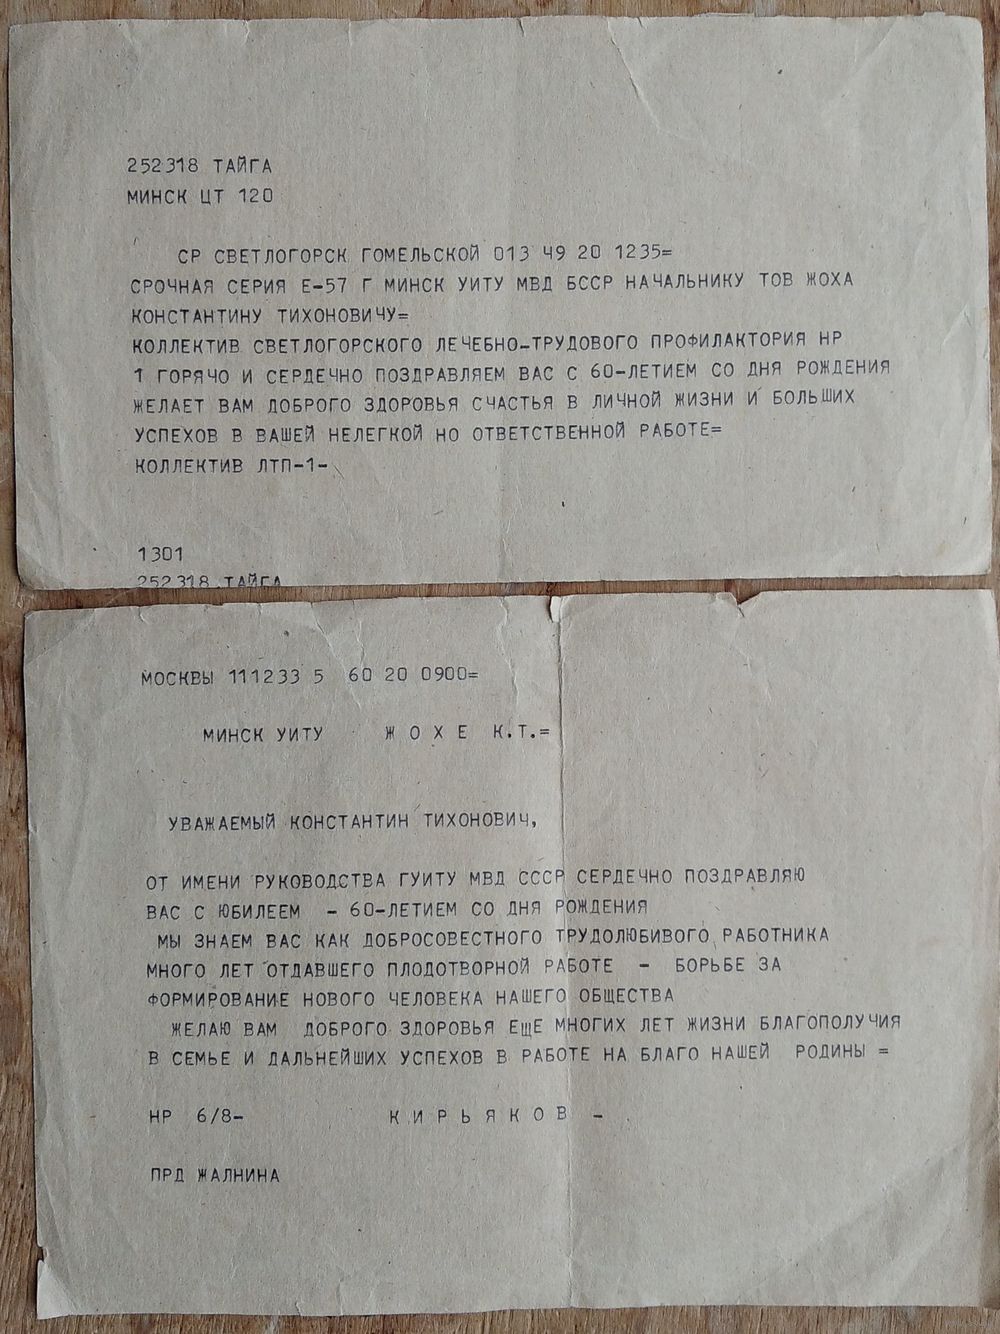 252318 ТАЙГА
МИНСК ЦТ 120
СР СВЕТЛОГОРСК ГОМЕЛЬСКОЙ 013 Ч9 20 1235=
СРОЧНАЯ СЕРИЯ Е-57 Г МИНСК УИТУ МВД БССР НАЧАЛЬНИКУ ТОВ ЖОХА
КОНСТАНТИНУ ТИХОНОВИЧУ=
КОЛЛЕКТИВ СВЕТЛОГОРСКОГО ЛЕЧЕБНО-ТРУДОВОГО ПРОФИЛАКТОРИЯ НР
1 ГОРЯЧО И СЕРДЕЧНО ПОЗДРАВЛЯЕМ ВАС С 60-ЛЕТИЕМ СО ДНЯ РОЖДЕНИЯ
ЖЕЛАЕТ ВАМ ДОБРОГО ЗДОРОВЬЯ СЧАСТЬЯ В ЛИЧНОЙ ЖИЗНИ И БОЛЬШИХ
УСПЕХОВ В ВАШЕЙ НЕЛЕГКОЙ НО ОТВЕТСТВЕННОЙ РАБОТЕ=
КОЛЛЕКТИВ ЛТП-1-
1301
252318 ТАЙГА
МОСКВЫ 111233 5 60 20 0900=
МИНСК УИТУ Ж О Х Е К.Т.=
УВАЖАЕМЫЙ КОНСТАНТИН ТИХОНОВИЧ,
ОТ ИМЕНИ РУКОВОДСТВА ГУИТУ МВД СССР СЕРДЕЧНО ПОЗДРАВЛЯЮ
ВАС С ЮБИЛЕЕМ - 60-ЛЕТИЕМ СО ДНЯ РОЖДЕНИЯ
МЫ ЗНАЕМ ВАС КАК ДОБРОСОВЕСТНОГО ТРУДОЛЮБИВОГО РАБОТНИКА
МНОГО ЛЕТ ОТДАВШЕГО ПЛОДОТВОРНОЙ РАБОТЕ - БОРЬБЕ ЗА
ФОРМИРОВАНИЕ НОВОГО ЧЕЛОВЕКА НАШЕГО ОБЩЕСТВА
ЖЕЛАЮ ВАМ ДОБРОГО ЗДОРОВЬЯ ЕЩЕ МНОГИХ ЛЕТ ЖИЗНИ БЛАГОПОЛУЧИЯ
В СЕМЬЕ И ДАЛЬНЕЙШИХ УСПЕХОВ В РАБОТЕ НА БЛАГО НАШЕЙ РОДИНЫ =
НР 6/8- К И Р Ь Я К О В -
ПРД ЖАЛНИНА